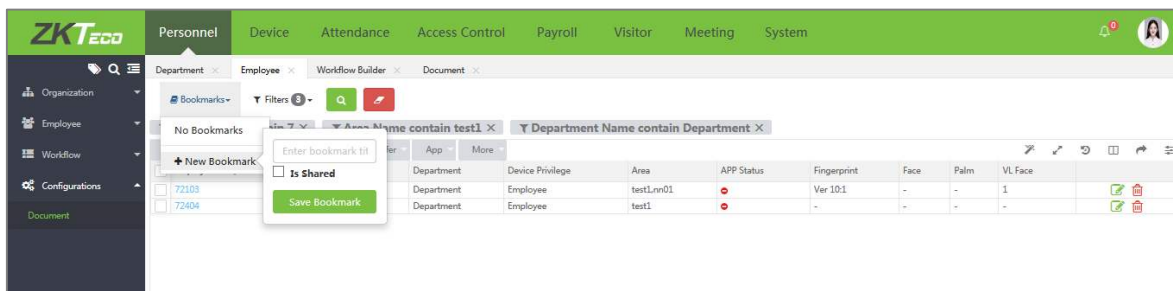 ZKTeco Personnel Device Attendance Access Control Payroll Visitor Meeting System 0
Department × Employee × Workflow Builder × Document ×
Organization
Employee
Workflow
Configurations
Document
Bookmarks Filters 3
No Bookmarks
+ New Bookmark
Enter bookmark tit
Is Shared
Save Bookmark
7 × Area Name contain test1 × Department Name contain Department ×
App More
Department Device Privilege Area APP Status Fingerprint Face Palm VL Face
72103 Department Employee test1,nn01 Ver 10:1 - - 1
72404 Department Employee test1 - - - -